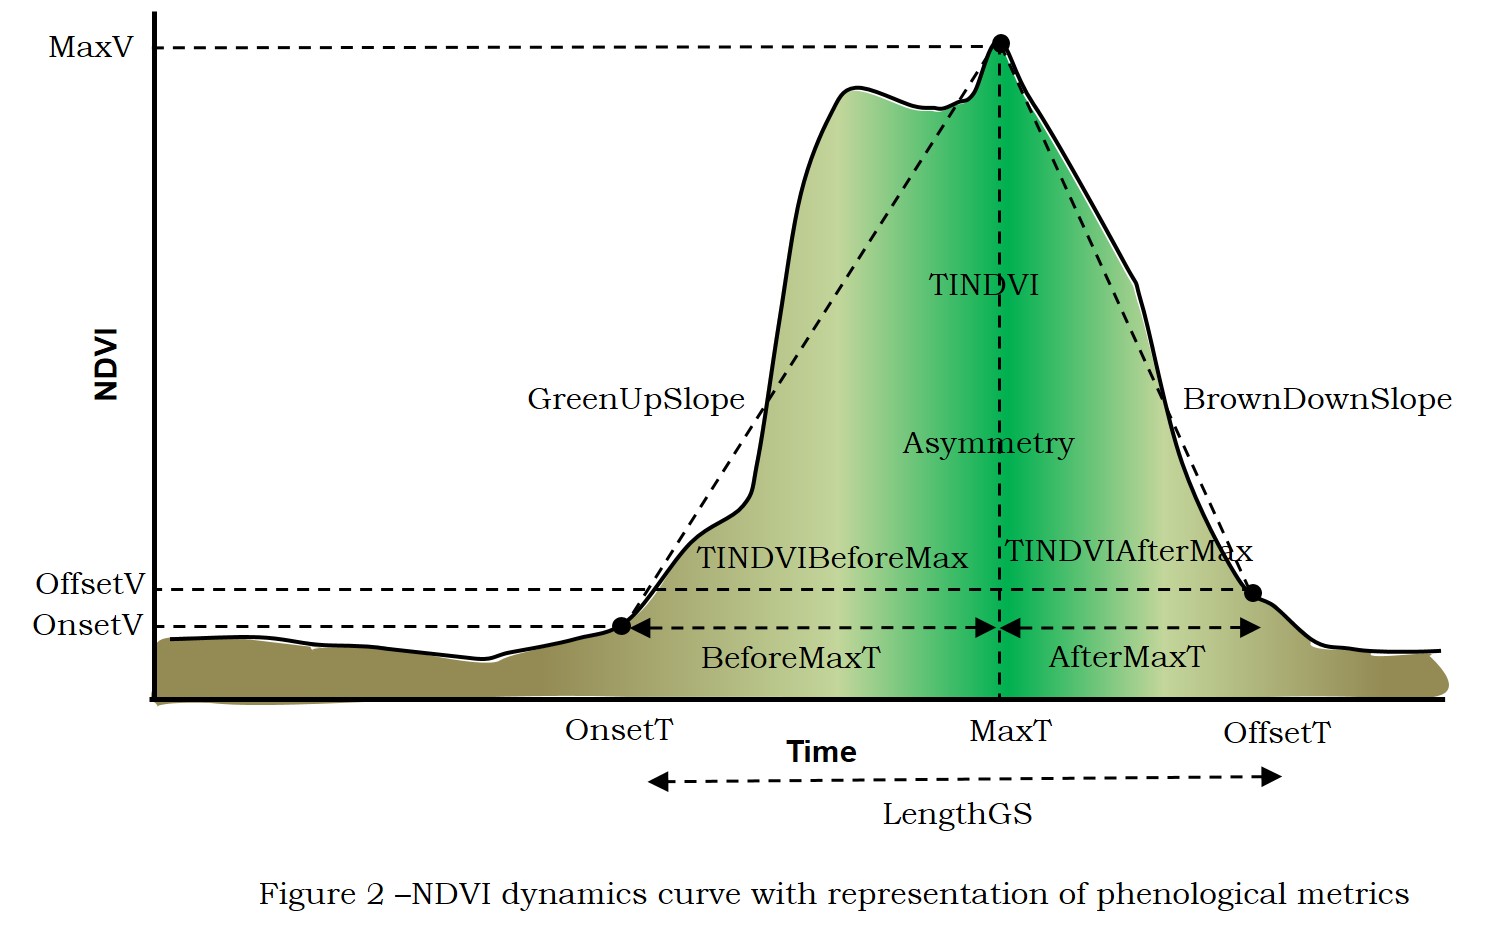 MaxV
TINDVI
NDVI
GreenUpSlope
BrownDownSlope
Asymmetry
TINDVIBeforeMax
TINDVIAfterMax
OffsetV
OnsetV
BeforeMaxT
AfterMaxT
OnsetT
MaxT
OffsetT
Time
LengthGS
Figure 2 –NDVI dynamics curve with representation of phenological metrics